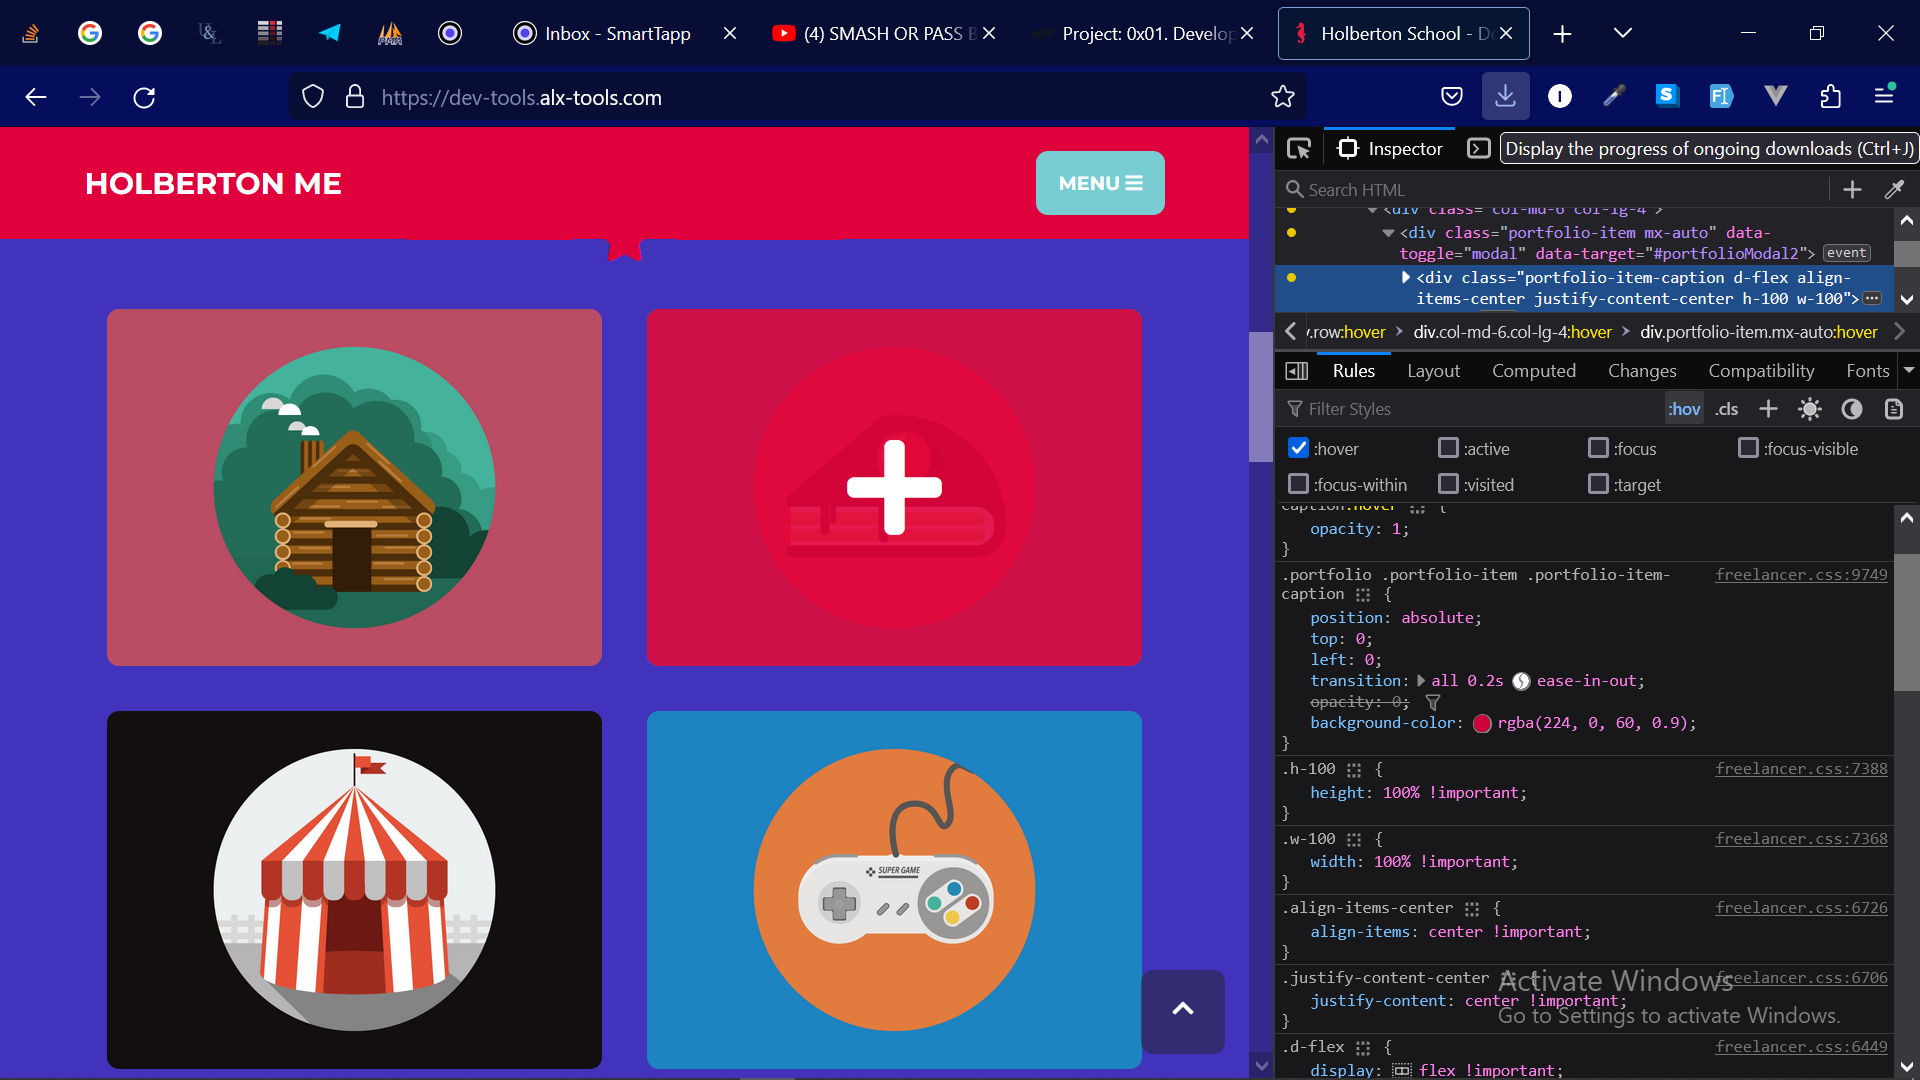 Inbox - SmartTapp
(4) SMASH OR PASS B
Project: 0x01. Develop
Holberton School - De
https://dev-tools.alx-tools.com
HOLBERTON ME
MENU
SUPER GAME
Inspector
Display the progress of ongoing downloads (Ctrl+J)
Search HTML
<div class="col-md-6 col-lg-4">
<div class="portfolio-item mx-auto" data-
toggle="modal" data-target="#portfolioModal2"> event
<div class="portfolio-item-caption d-flex align-
items-center justify-content-center h-100 w-100">
.row:hover > div.col-md-6.col-lg-4:hover > div.portfolio-item.mx-auto:hover
Rules Layout Computed Changes Compatibility Fonts
Filter Styles :hov .cls
:hover :active :focus :focus-visible
:focus-within :visited :target
caption:hover {
opacity: 1;
}
.portfolio .portfolio-item .portfolio-item- freelancer.css:9749
caption {
position: absolute;
top: 0;
left: 0;
transition: all 0.2s ease-in-out;
opacity: 0;
background-color: rgba(224, 0, 60, 0.9);
}
.h-100 { freelancer.css:7388
height: 100% !important;
}
.w-100 { freelancer.css:7368
width: 100% !important;
}
.align-items-center { freelancer.css:6726
align-items: center !important;
}
.justify-content-center { freelancer.css:6706
justify-content: center !important;
}
Activate Windows
Go to Settings to activate Windows.
.d-flex { freelancer.css:6449
display: flex !important;